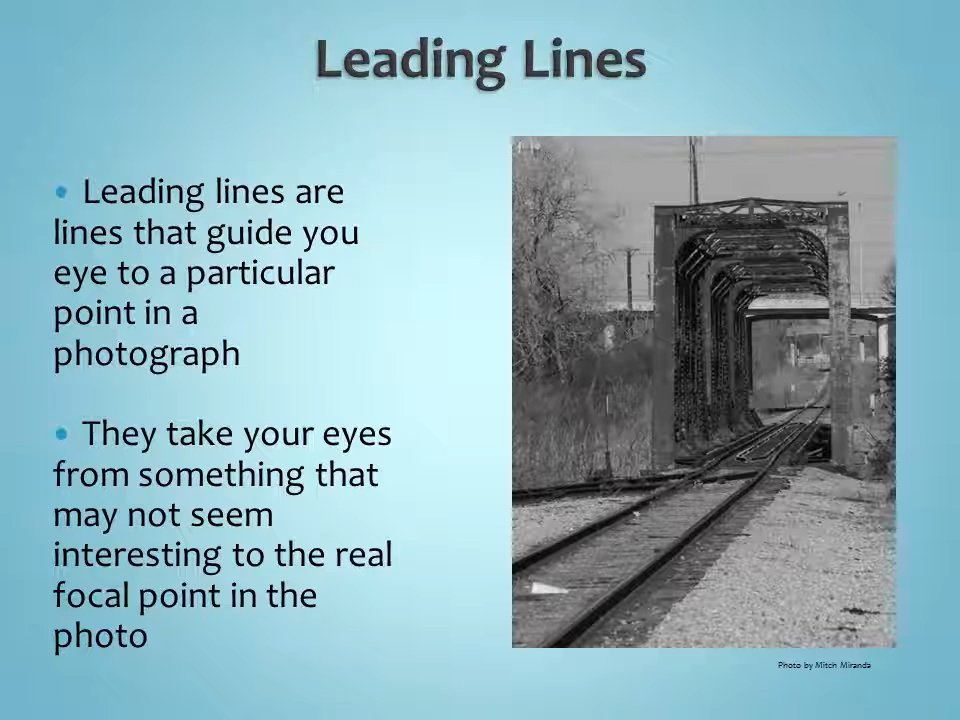 Leading Lines
• Leading lines are
lines that guide you
eye to a particular
point in a
photograph
• They take your eyes
from something that
may not seem
interesting to the real
focal point in the
photo
Photo by Mitch Miranda